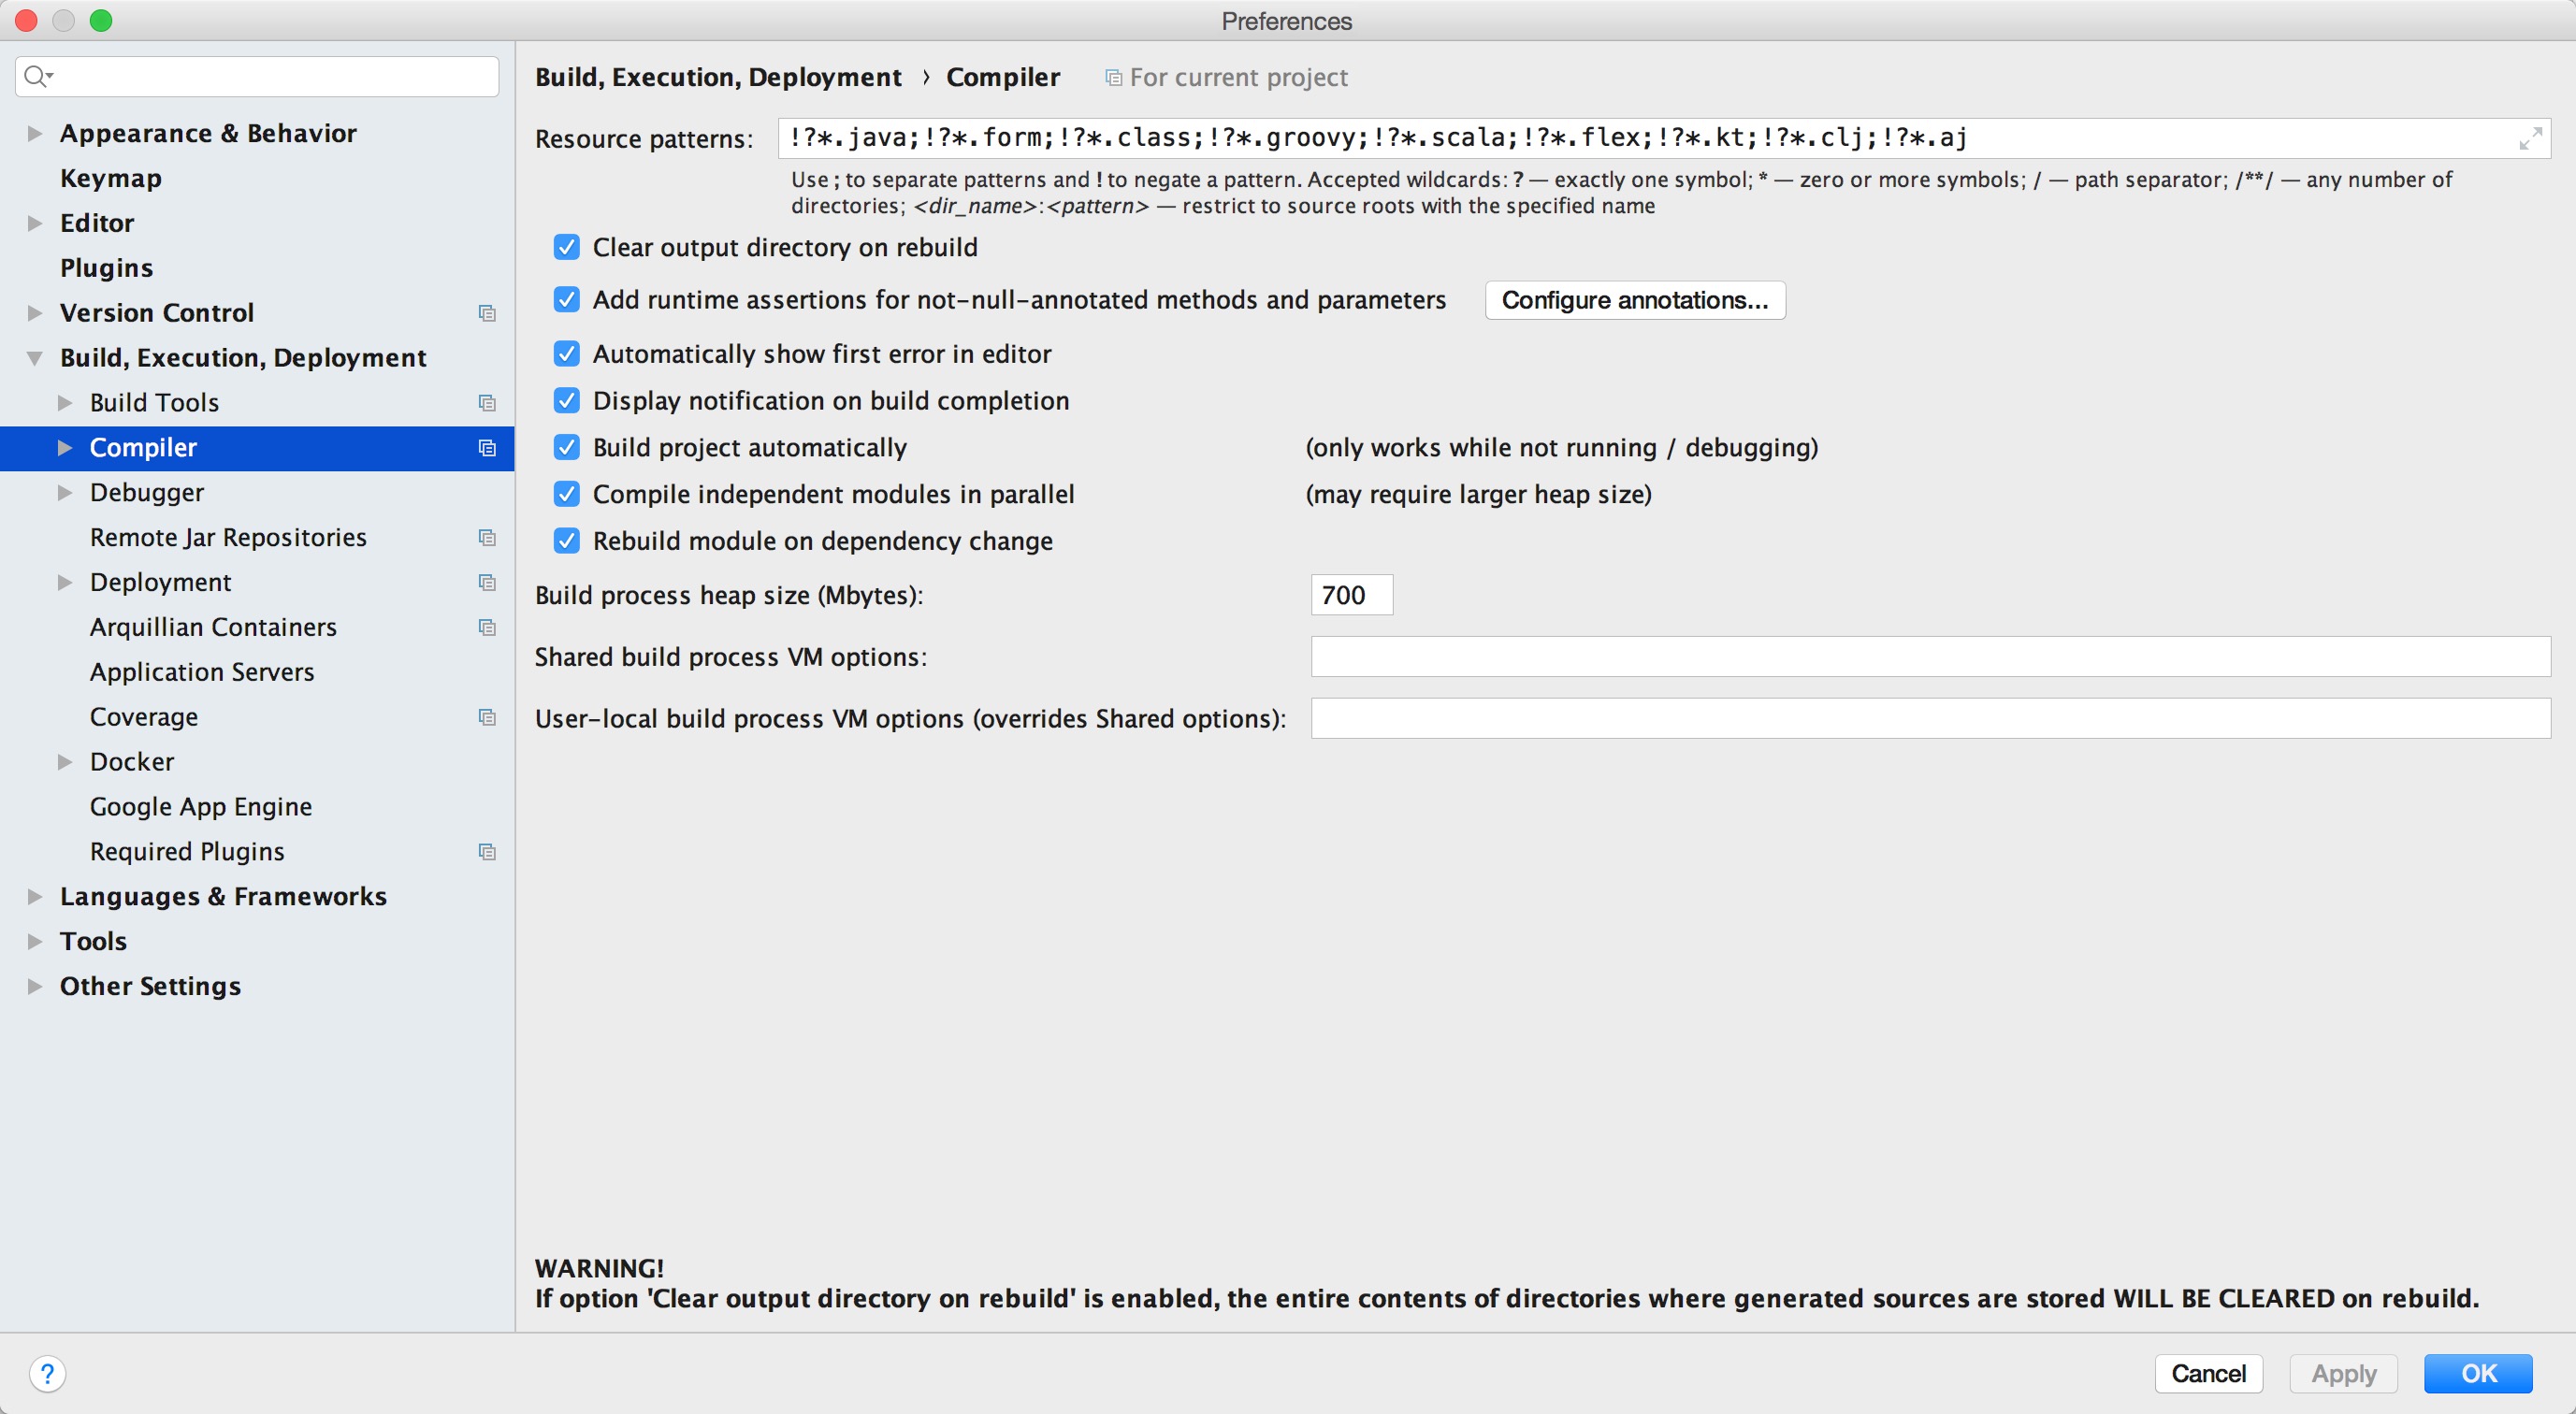 Preferences
Appearance & Behavior
Keymap
Editor
Plugins
Version Control
Build, Execution, Deployment
Build Tools
Compiler
Debugger
Remote Jar Repositories
Deployment
Arquillian Containers
Application Servers
Coverage
Docker
Google App Engine
Required Plugins
Languages & Frameworks
Tools
Other Settings
Build, Execution, Deployment › Compiler For current project
Resource patterns: !?*.java;!?*.form;!?*.class;!?*.groovy;!?*.scala;!?*.flex;!?*.kt;!?*.clj;!?*.aj
Use ; to separate patterns and ! to negate a pattern. Accepted wildcards: ? — exactly one symbol; * — zero or more symbols; / — path separator; /**/ — any number of
directories; <dir_name>:<pattern> — restrict to source roots with the specified name
Clear output directory on rebuild
Add runtime assertions for not-null-annotated methods and parameters Configure annotations...
Automatically show first error in editor
Display notification on build completion
Build project automatically (only works while not running / debugging)
Compile independent modules in parallel (may require larger heap size)
Rebuild module on dependency change
Build process heap size (Mbytes): 700
Shared build process VM options:
User-local build process VM options (overrides Shared options):
WARNING!
If option 'Clear output directory on rebuild' is enabled, the entire contents of directories where generated sources are stored WILL BE CLEARED on rebuild.
? Cancel Apply OK